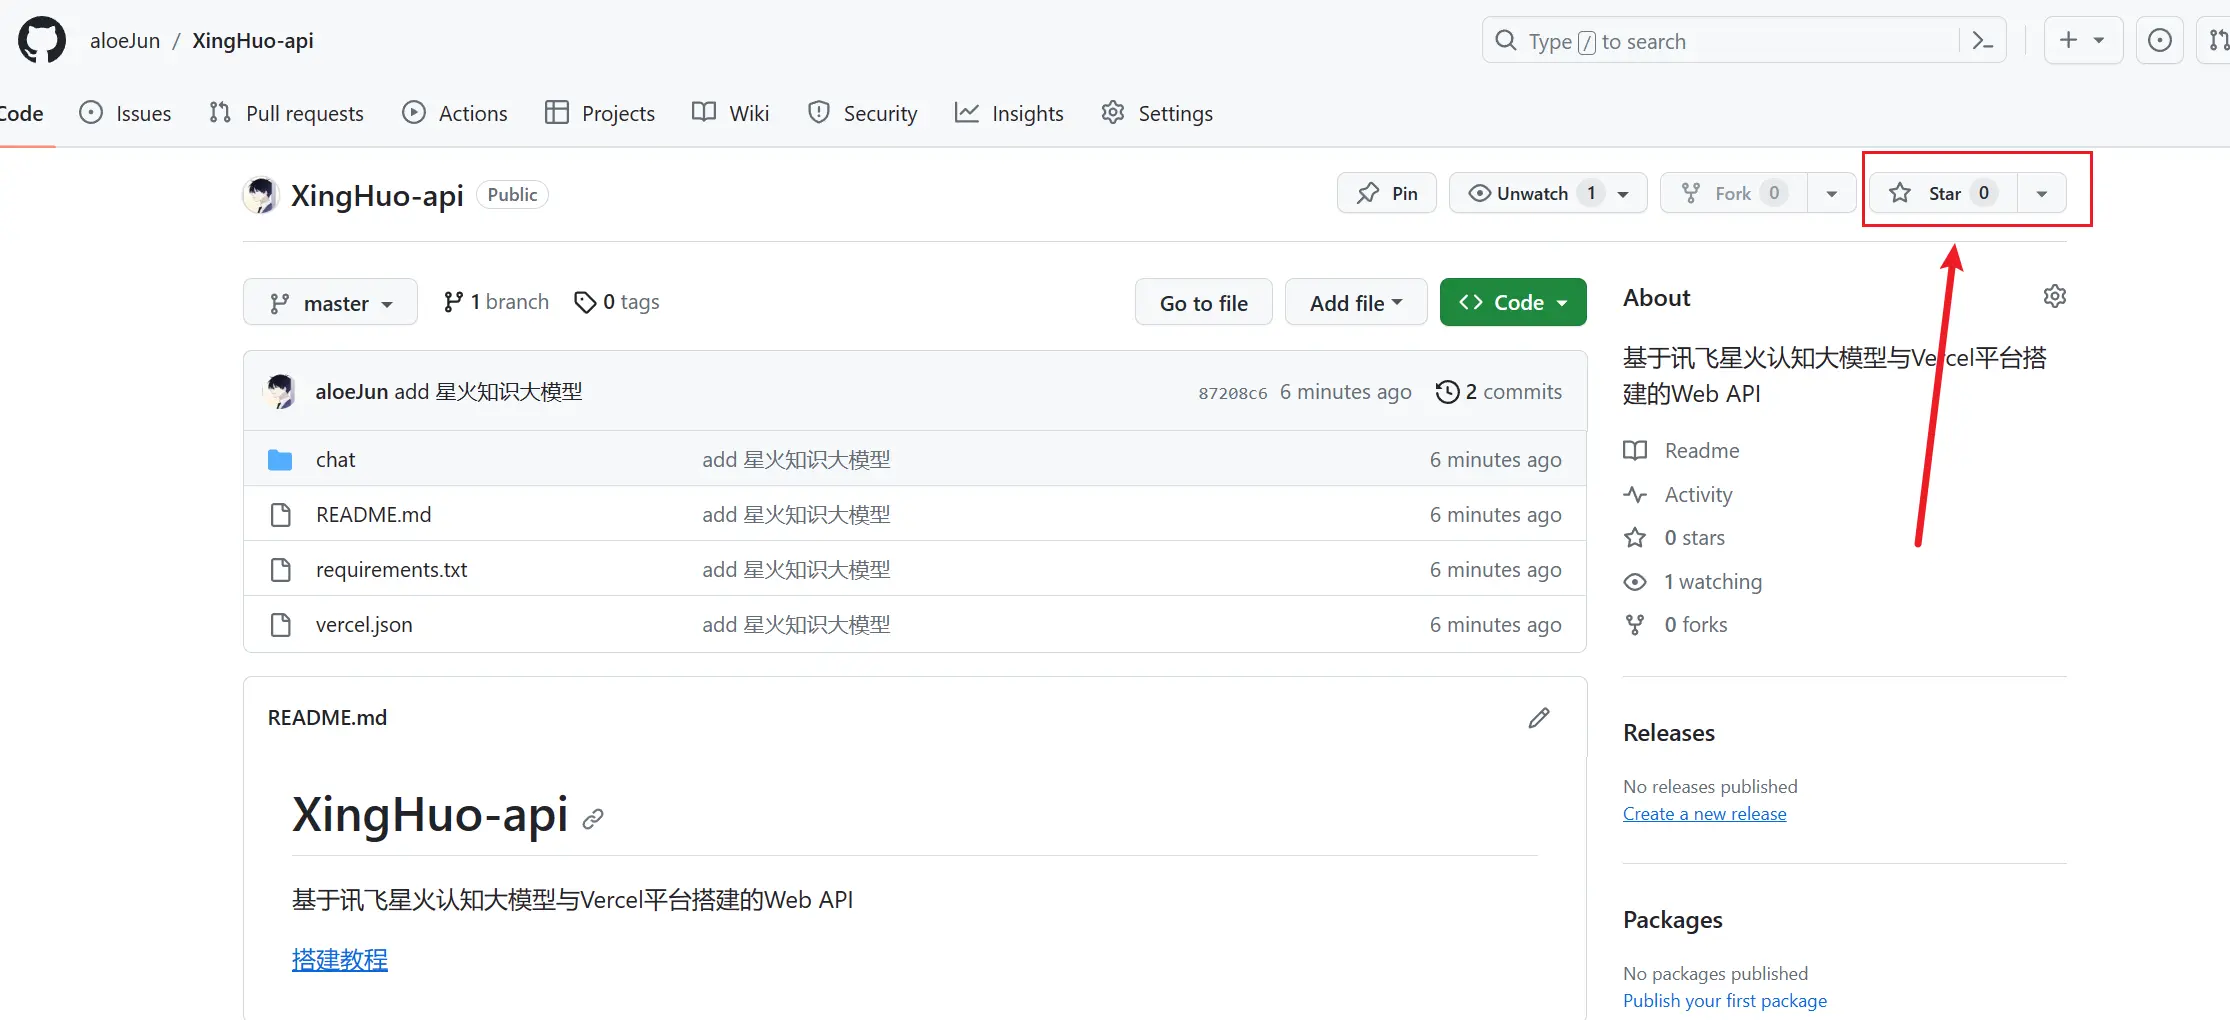 aloeJun / XingHuo-api
Type / to search
Code Issues Pull requests Actions Projects Wiki Security Insights Settings
XingHuo-api Public
Pin Unwatch 1 Fork 0 Star 0
master 1 branch 0 tags
Go to file Add file Code
aloeJun add 星火知识大模型 87208c6 6 minutes ago 2 commits
chat add 星火知识大模型 6 minutes ago
README.md add 星火知识大模型 6 minutes ago
requirements.txt add 星火知识大模型 6 minutes ago
vercel.json add 星火知识大模型 6 minutes ago
README.md
XingHuo-api
基于讯飞星火认知大模型与Vercel平台搭建的Web API
搭建教程
About
基于讯飞星火认知大模型与Vercel平台搭
建的Web API
Readme
Activity
0 stars
1 watching
0 forks
Releases
No releases published
Create a new release
Packages
No packages published
Publish your first package